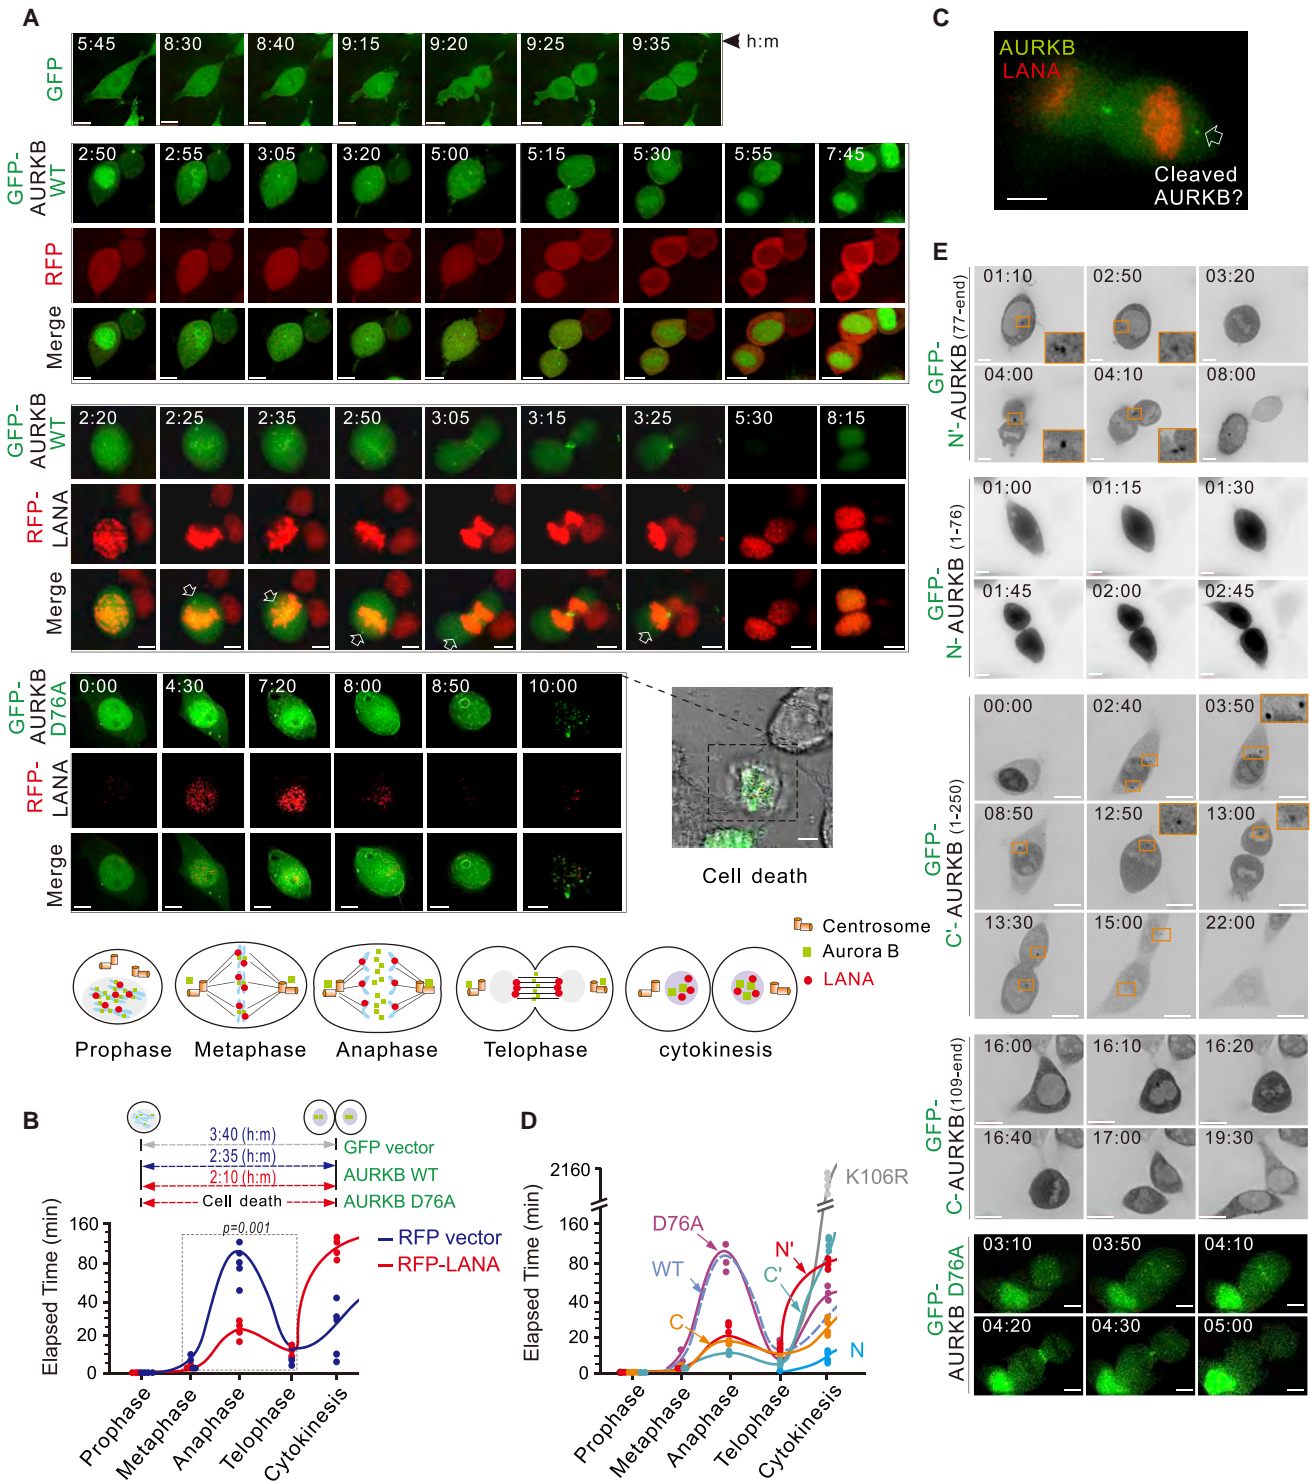 A
5:45 8:30 8:40 9:15 9:20 9:25 9:35 h:m
GFP
GFP-
AURKB
WT
2:50 2:55 3:05 3:20 5:00 5:15 5:30 5:55 7:45
RFP
Merge
GFP-
AURKB
WT
2:20 2:25 2:35 2:50 3:05 3:15 3:25 5:30 8:15
RFP-
LANA
Merge
GFP-
AURKB
D76A
0:00 4:30 7:20 8:00 8:50 10:00
RFP-
LANA
Merge
Cell death
Centrosome
Aurora B
LANA
Prophase Metaphase Anaphase Telophase cytokinesis
B
3:40 (h:m) GFP vector
2:35 (h:m) AURKB WT
2:10 (h:m)
Cell death AURKB D76A
p=0.001
RFP vector
RFP-LANA
Elapsed Time (min)
160
80
40
20
0
Prophase
Metaphase
Anaphase
Telophase
Cytokinesis
C
AURKB
LANA
Cleaved
AURKB?
D
Elapsed Time (min)
2160
160
80
40
20
0
K106R
D76A
WT
N'
C'
C
N
Prophase
Metaphase
Anaphase
Telophase
Cytokinesis
E
GFP-
N'-AURKB (77-end)
01:10 02:50 03:20
04:00 04:10 08:00
GFP-
N-AURKB (1-76)
01:00 01:15 01:30
01:45 02:00 02:45
GFP-
C'-AURKB (1-250)
00:00 02:40 03:50
08:50 12:50 13:00
13:30 15:00 22:00
GFP-
C-AURKB (109-end)
16:00 16:10 16:20
16:40 17:00 19:30
GFP-
AURKB D76A
03:10 03:50 04:10
04:20 04:30 05:00